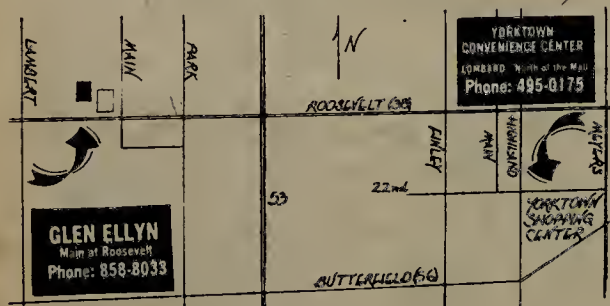 LAMBERT
MAIN
PARK
N
YORKTOWN
CONVENIENCE CENTER
LOMBARD North of the Mall
Phone: 495-0175
ROOSEVELT (38)
FINLEY
MAIN
HIGHLAND
MEYERS
53
22nd
YORKTOWN
SHOPPING
CENTER
GLEN ELLYN
Main at Roosevelt
Phone: 858-8033
BUTTERFIELD (56)